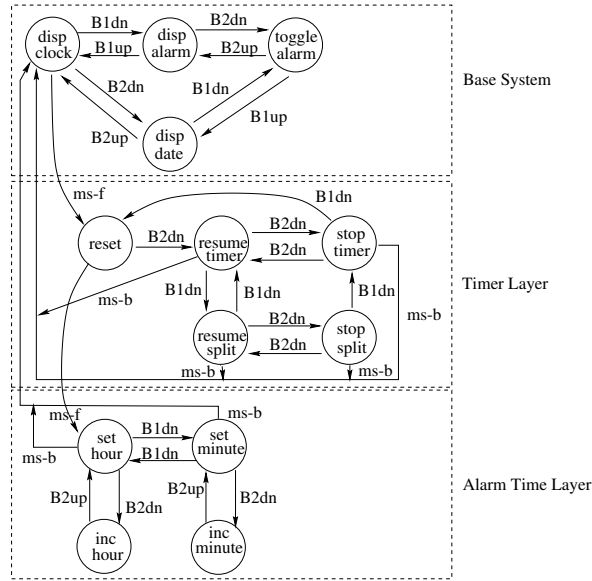 B1dn
B2dn
disp
clock
disp
alarm
toggle
alarm
B1up
B2up
B2dn
B1dn
Base System
B2up
B1up
disp
date
ms-f
B1dn
reset
B2dn
resume
timer
B2dn
B2dn
stop
timer
Timer Layer
ms-b
B1dn
B1dn
B1dn
ms-b
resume
split
B2dn
B2dn
stop
split
ms-b
ms-b
ms-f
ms-b
set
hour
B1dn
B1dn
set
minute
ms-b
Alarm Time Layer
B2up
B2dn
B2up
B2dn
inc
hour
inc
minute